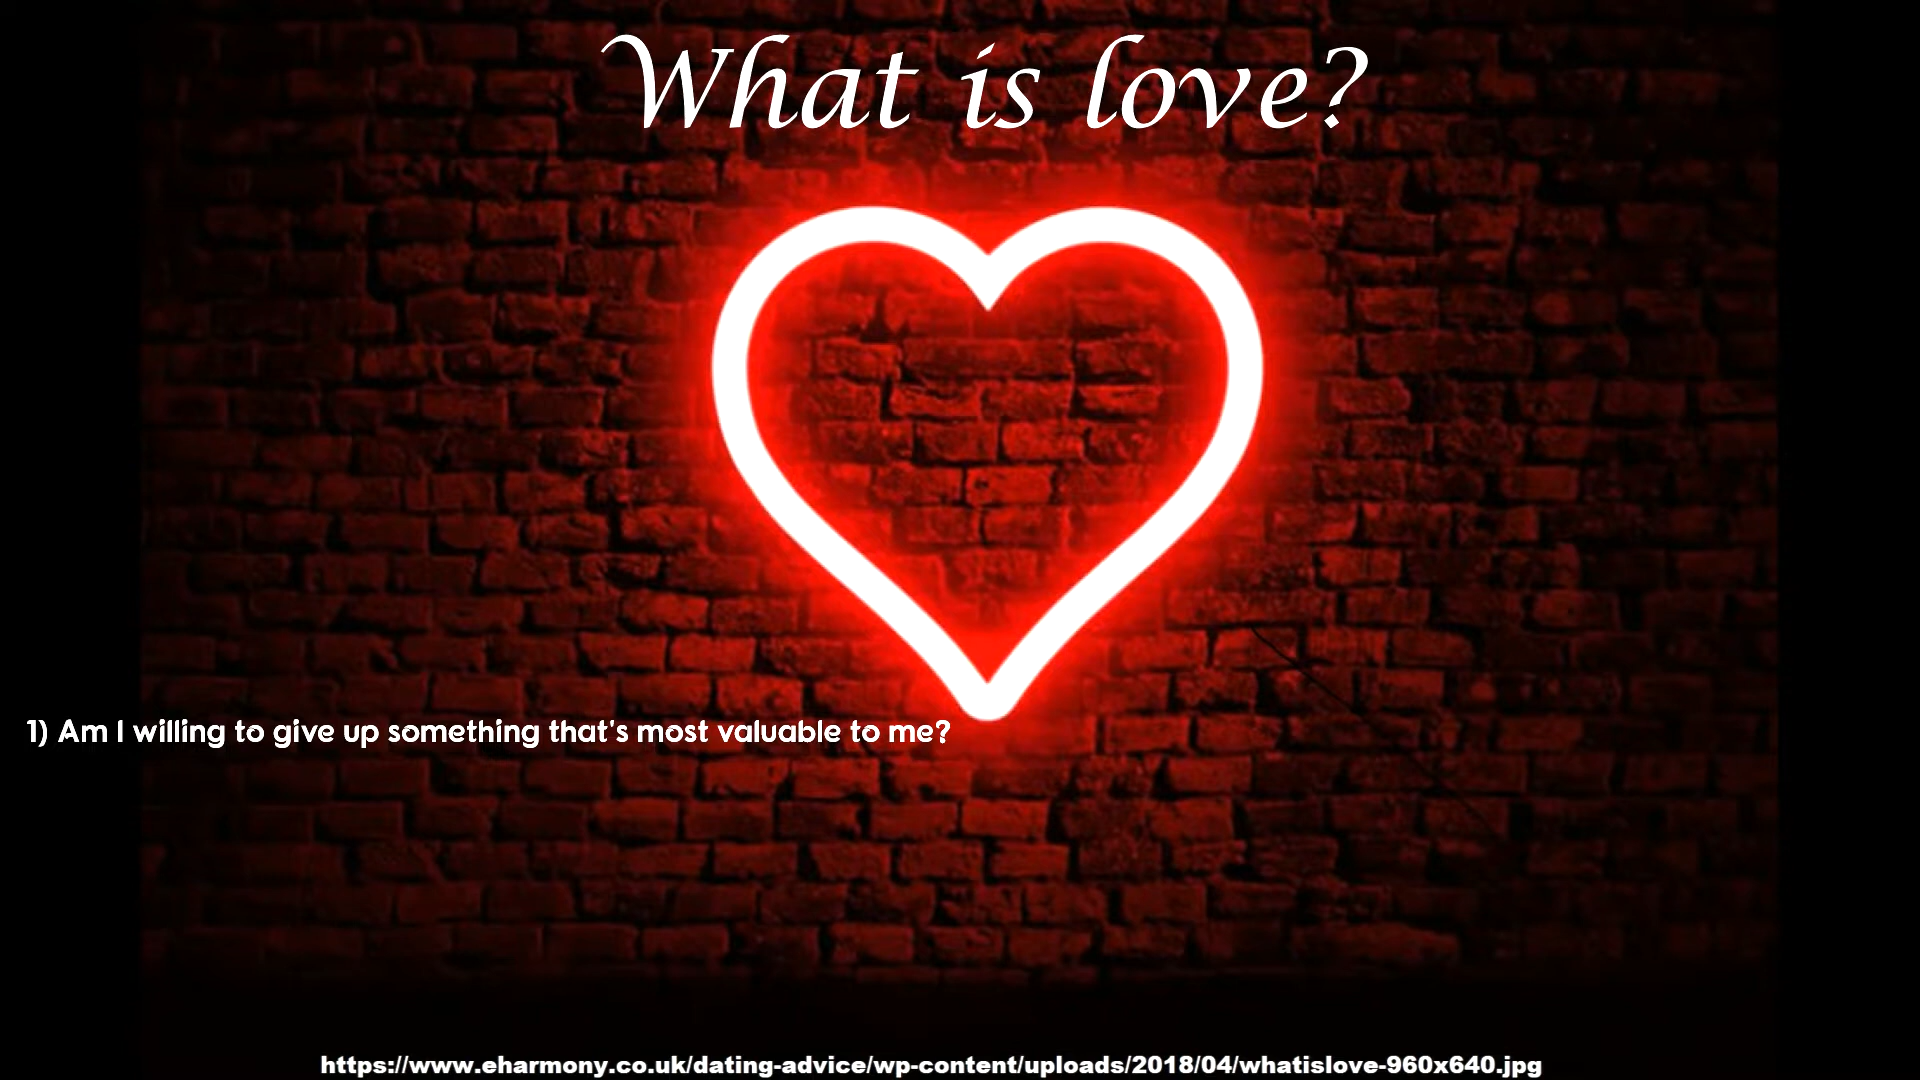 What is love?
1) Am I willing to give up something that's most valuable to me?
https://www.eharmony.co.uk/dating-advice/wp-content/uploads/2018/04/whatislove-960x640.jpg